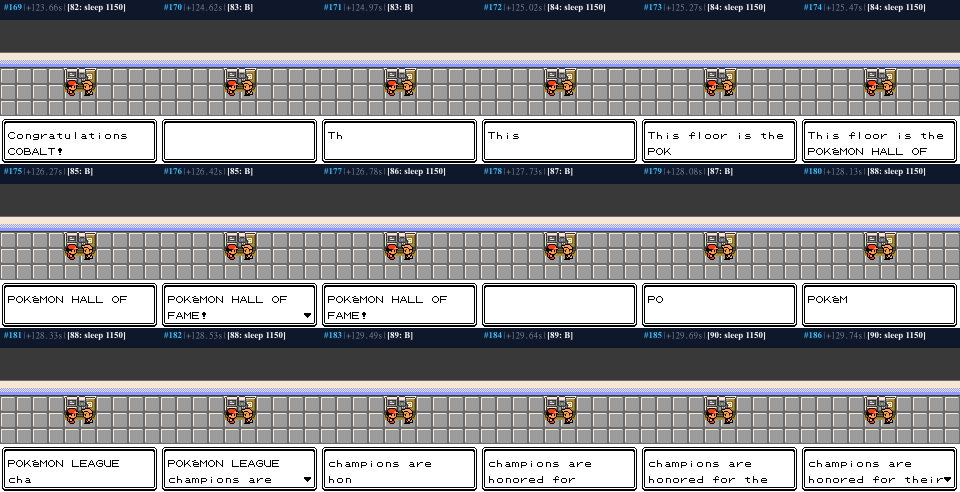 #169|+123.66s|[82: sleep 1150]
#170|+124.62s|[83: B]
#171|+124.97s|[83: B]
#172|+125.02s|[84: sleep 1150]
#173|+125.27s|[84: sleep 1150]
#174|+125.47s|[84: sleep 1150]
Congratulations
COBALT!
Th
This
This floor is the
POK
This floor is the
POKéMON HALL OF
#175|+126.27s|[85: B]
#176|+126.42s|[85: B]
#177|+126.78s|[86: sleep 1150]
#178|+127.73s|[87: B]
#179|+128.08s|[87: B]
#180|+128.13s|[88: sleep 1150]
POKéMON HALL OF
POKéMON HALL OF
FAME!
POKéMON HALL OF
FAME!
PO
POKéM
#181|+128.33s|[88: sleep 1150]
#182|+128.53s|[88: sleep 1150]
#183|+129.49s|[89: B]
#184|+129.64s|[89: B]
#185|+129.69s|[90: sleep 1150]
#186|+129.74s|[90: sleep 1150]
POKéMON LEAGUE
cha
POKéMON LEAGUE
champions are
champions are
hon
champions are
honored for
champions are
honored for the
champions are
honored for their